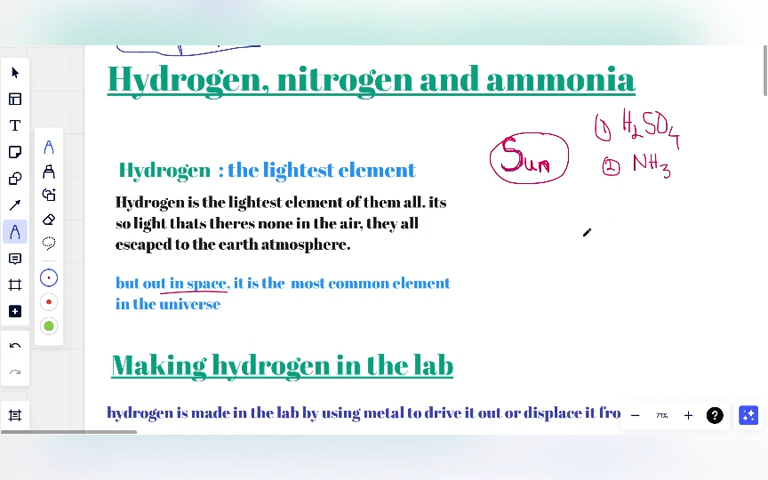 Hydrogen, nitrogen and ammonia
① H2SO4
Sun
② NH3
Hydrogen : the lightest element
Hydrogen is the lightest element of them all. its
so light thats theres none in the air, they all
escaped to the earth atmosphere.
but out in space, it is the most common element
in the universe
Making hydrogen in the lab
hydrogen is made in the lab by using metal to drive it out or displace it fro
71%